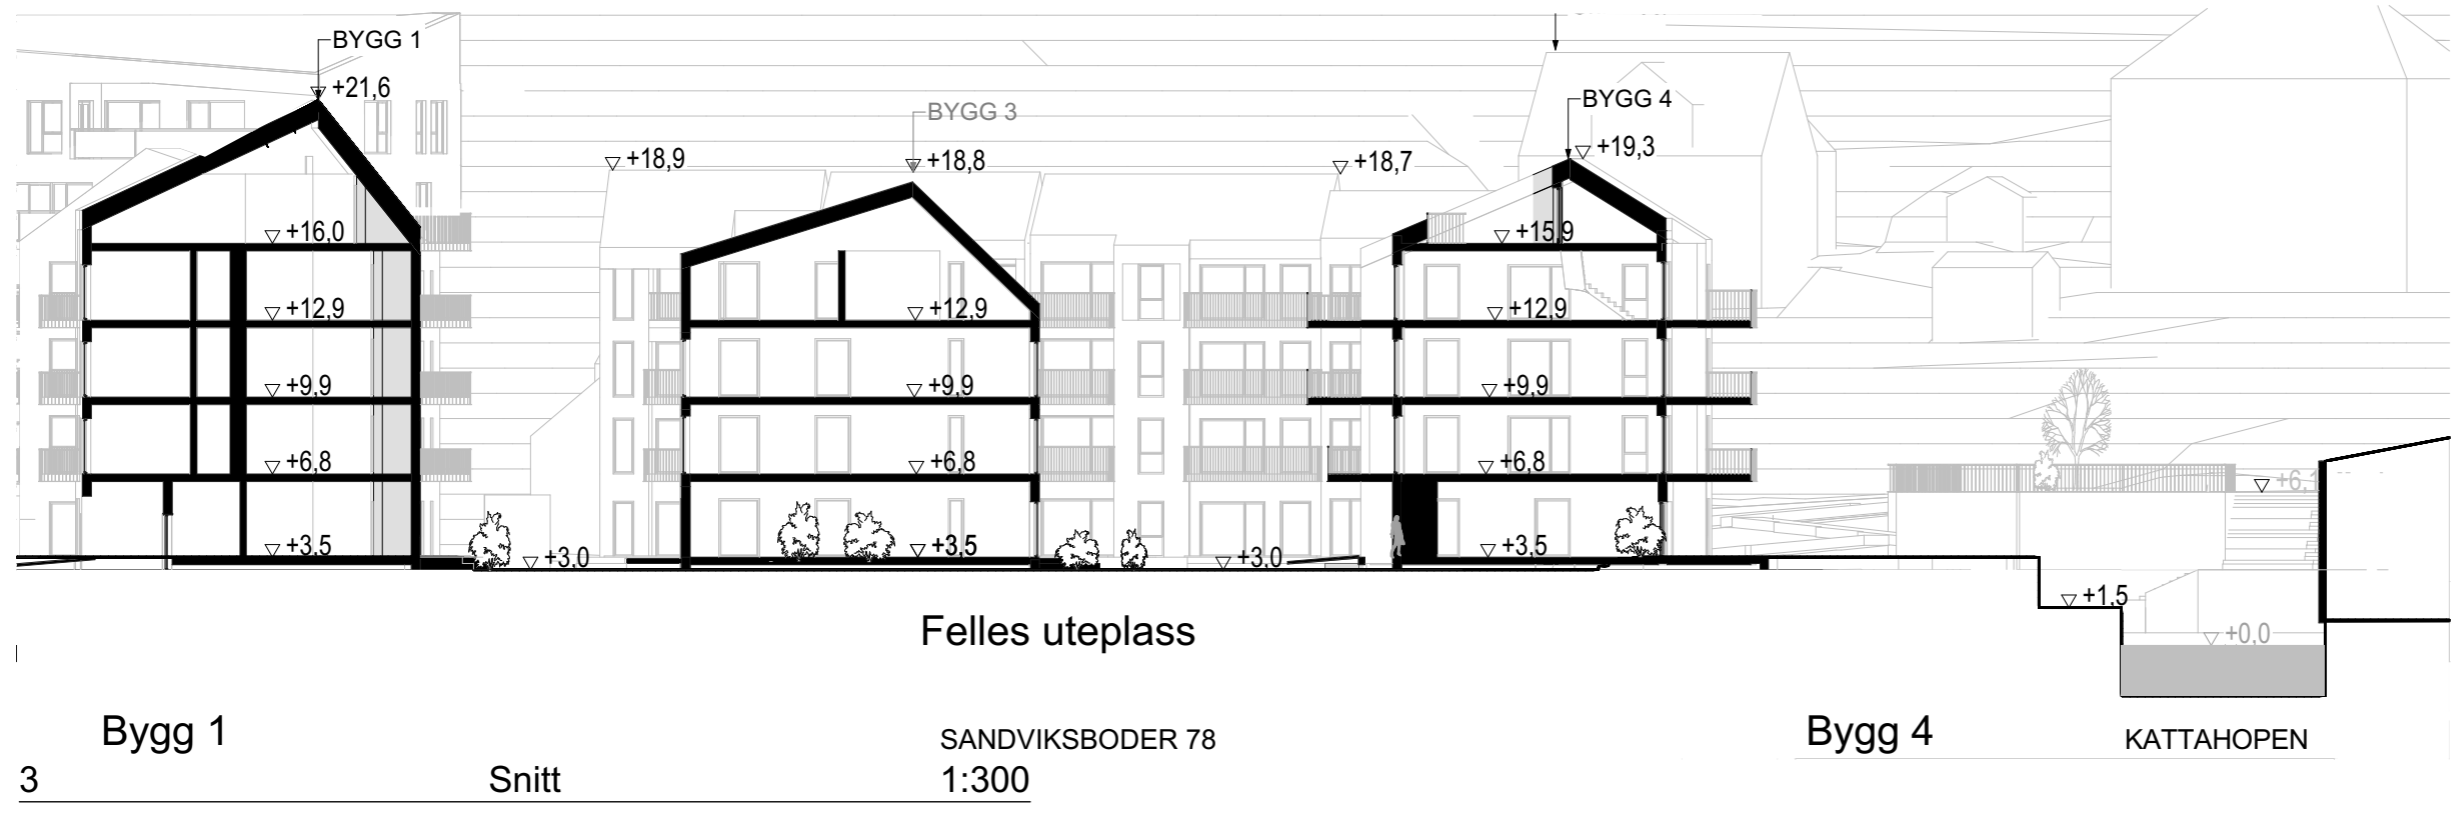 BYGG 1
+21,6
BYGG 3
BYGG 4
+18,9
+18,8
+18,7
+19,3
+16,0
+15,9
+12,9
+12,9
+12,9
+9,9
+9,9
+9,9
+6,8
+6,8
+6,8
+6,1
+3,5
+3,0
+3,5
+3,0
+3,5
+1,5
+0,0
Felles uteplass
Bygg 1
SANDVIKSBODER 78
Bygg 4
KATTAHOPEN
3 Snitt 1:300